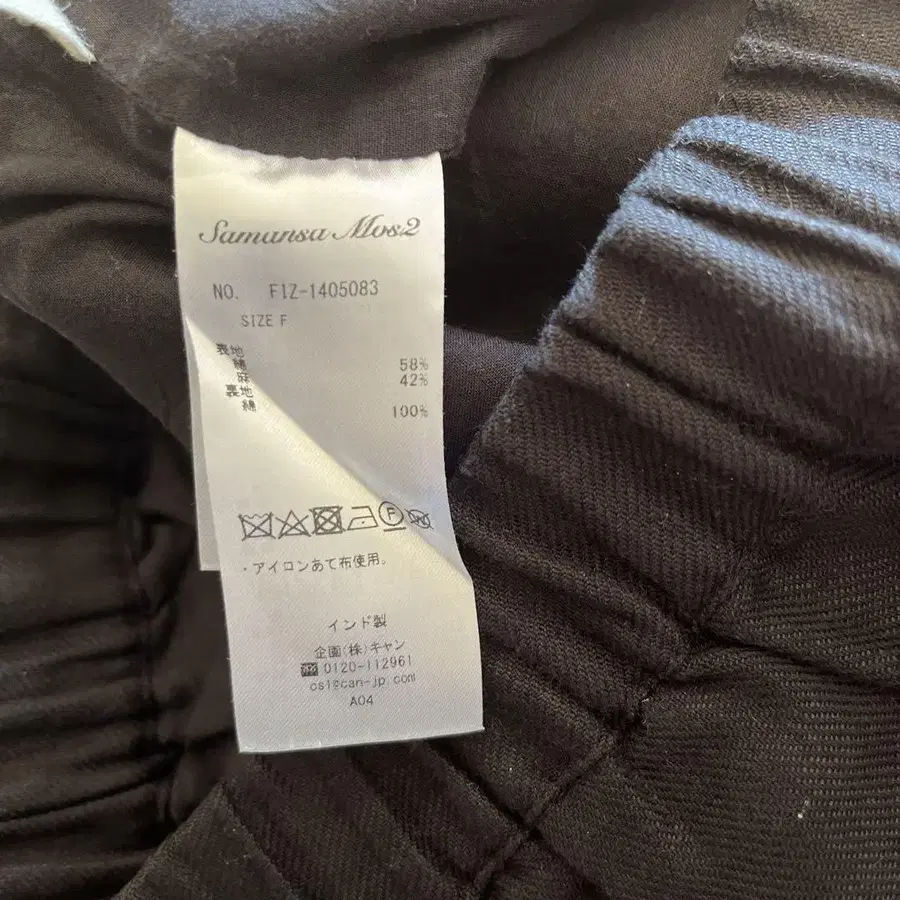 Samansa Mos2
NO. F1Z-1405083
SIZE F
表地
綿 58%
麻 42%
裏地
綿 100%
F
W
・アイロンあて布使用。
インド製
企画(株)キャン
0120-112961
cs1@can-jp.com
A04